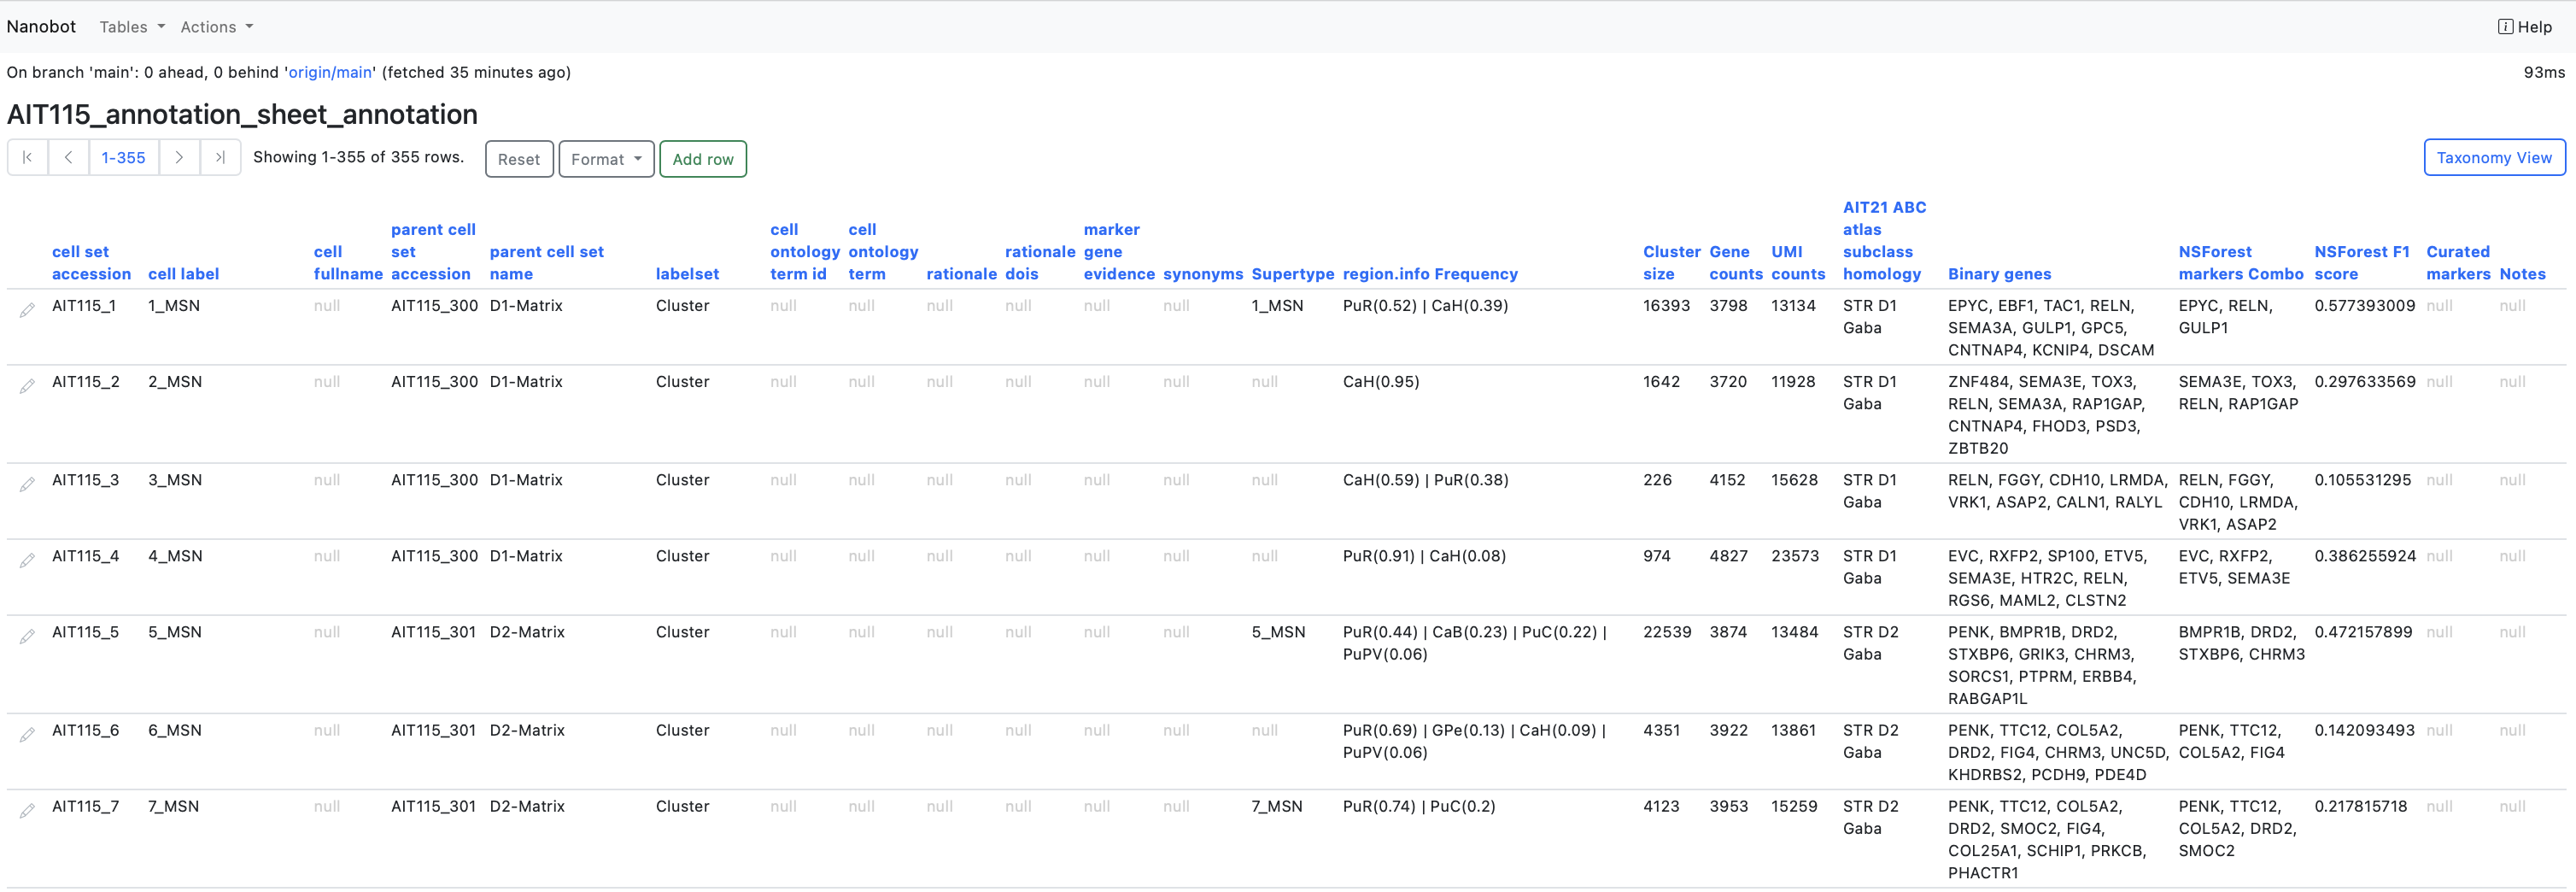 Nanobot Tables Actions Help
On branch 'main': 0 ahead, 0 behind 'origin/main' (fetched 35 minutes ago) 93ms
AIT115_annotation_sheet_annotation
1-355 Showing 1-355 of 355 rows. Reset Format Add row Taxonomy View
cell set accession cell label cell fullname parent cell set accession parent cell set name labelset cell ontology term id cell ontology term rationale rationale dois marker gene evidence synonyms Supertype region.info Frequency Cluster size Gene counts UMI counts AIT21 ABC atlas subclass homology Binary genes NSForest markers Combo NSForest F1 score Curated markers Notes
AIT115_1 1_MSN null AIT115_300 D1-Matrix Cluster null null null null null null 1_MSN PuR(0.52) | CaH(0.39) 16393 3798 13134 STR D1 Gaba EPYC, EBF1, TAC1, RELN, SEMA3A, GULP1, GPC5, CNTNAP4, KCNIP4, DSCAM EPYC, RELN, GULP1 0.577393009 null null
AIT115_2 2_MSN null AIT115_300 D1-Matrix Cluster null null null null null null null CaH(0.95) 1642 3720 11928 STR D1 Gaba ZNF484, SEMA3E, TOX3, RELN, SEMA3A, RAP1GAP, CNTNAP4, FHOD3, PSD3, ZBTB20 SEMA3E, TOX3, RELN, RAP1GAP 0.297633569 null null
AIT115_3 3_MSN null AIT115_300 D1-Matrix Cluster null null null null null null null CaH(0.59) | PuR(0.38) 226 4152 15628 STR D1 Gaba RELN, FGGY, CDH10, LRMDA, VRK1, ASAP2, CALN1, RALYL RELN, FGGY, CDH10, LRMDA, VRK1, ASAP2 0.105531295 null null
AIT115_4 4_MSN null AIT115_300 D1-Matrix Cluster null null null null null null null PuR(0.91) | CaH(0.08) 974 4827 23573 STR D1 Gaba EVC, RXFP2, SP100, ETV5, SEMA3E, HTR2C, RELN, RGS6, MAML2, CLSTN2 EVC, RXFP2, ETV5, SEMA3E 0.386255924 null null
AIT115_5 5_MSN null AIT115_301 D2-Matrix Cluster null null null null null null 5_MSN PuR(0.44) | CaB(0.23) | PuC(0.22) | PuPV(0.06) 22539 3874 13484 STR D2 Gaba PENK, BMPR1B, DRD2, STXBP6, GRIK3, CHRM3, SORCS1, PTPRM, ERBB4, RABGAP1L BMPR1B, DRD2, STXBP6, CHRM3 0.472157899 null null
AIT115_6 6_MSN null AIT115_301 D2-Matrix Cluster null null null null null null null PuR(0.69) | GPe(0.13) | CaH(0.09) | PuPV(0.06) 4351 3922 13861 STR D2 Gaba PENK, TTC12, COL5A2, DRD2, FIG4, CHRM3, UNC5D, KHDRBS2, PCDH9, PDE4D PENK, TTC12, COL5A2, FIG4 0.142093493 null null
AIT115_7 7_MSN null AIT115_301 D2-Matrix Cluster null null null null null null 7_MSN PuR(0.74) | PuC(0.2) 4123 3953 15259 STR D2 Gaba PENK, TTC12, COL5A2, DRD2, SMOC2, FIG4, COL25A1, SCHIP1, PRKCB, PHACTR1 PENK, TTC12, COL5A2, DRD2, SMOC2 0.217815718 null null